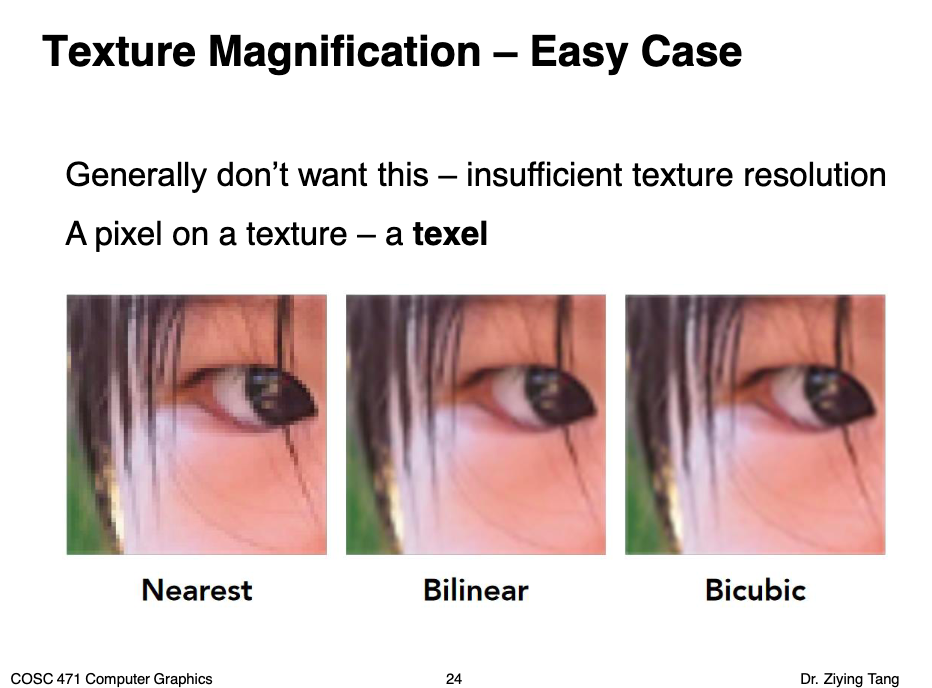 Texture Magnification – Easy Case
Generally don’t want this – insufficient texture resolution
A pixel on a texture – a texel
Nearest
Bilinear
Bicubic
COSC 471 Computer Graphics
24
Dr. Ziying Tang